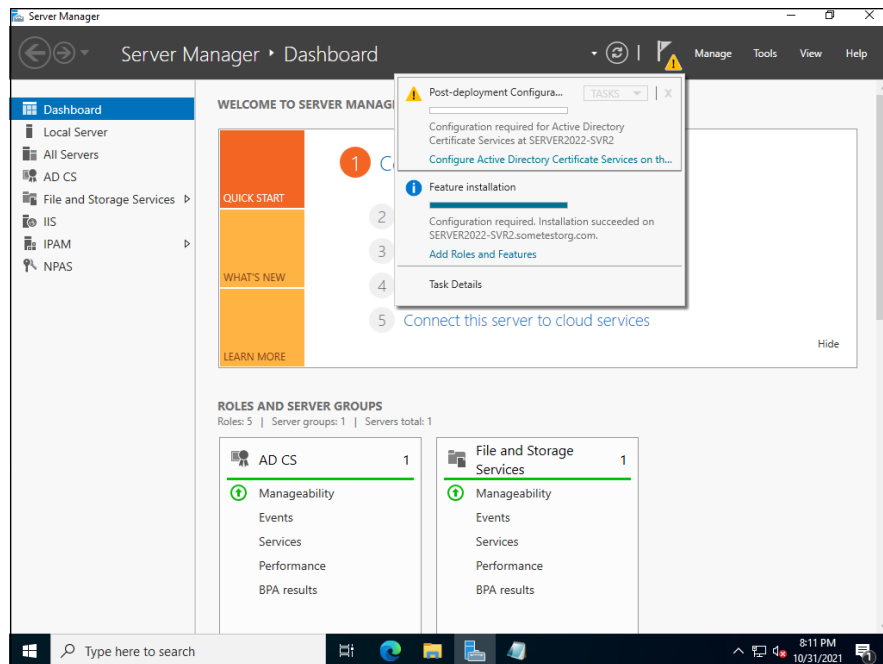 Server Manager
Server Manager • Dashboard
Manage Tools View Help
Dashboard
Local Server
All Servers
AD CS
File and Storage Services
IIS
IPAM
NPAS
WELCOME TO SERVER MANAG
QUICK START
WHAT'S NEW
LEARN MORE
1 C
2
3
4
5 Connect this server to cloud services
Hide
Post-deployment Configura... TASKS X
Configuration required for Active Directory
Certificate Services at SERVER2022-SVR2
Configure Active Directory Certificate Services on th...
Feature installation
Configuration required. Installation succeeded on
SERVER2022-SVR2.sometestorg.com.
Add Roles and Features
Task Details
ROLES AND SERVER GROUPS
Roles: 5 | Server groups: 1 | Servers total: 1
AD CS 1
Manageability
Events
Services
Performance
BPA results
File and Storage
Services 1
Manageability
Events
Services
Performance
BPA results
Type here to search
8:11 PM
10/31/2021
1